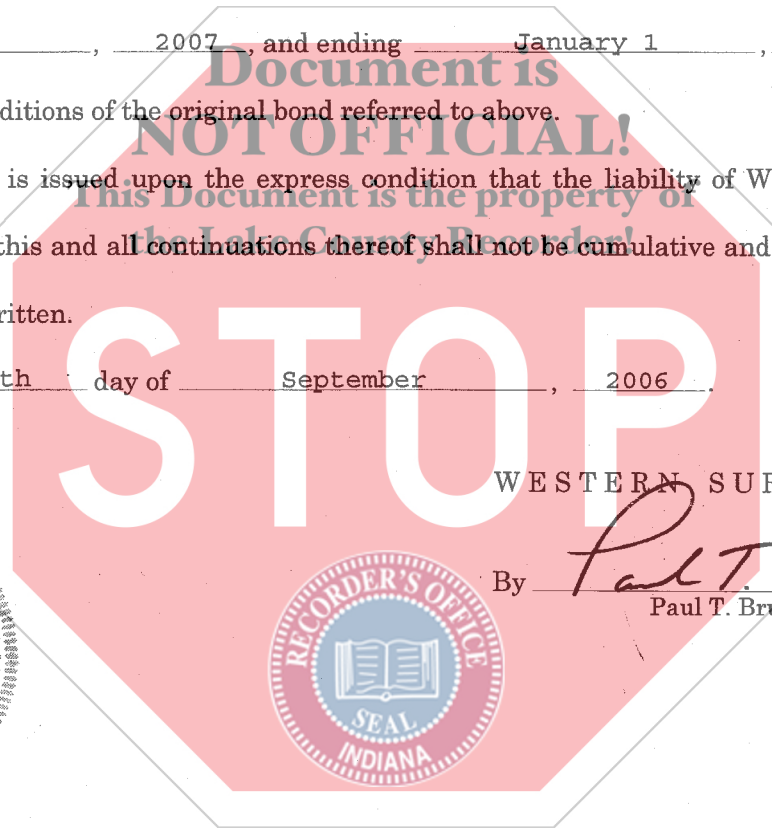 , 2007, and ending January 1,
Document is
ditions of the original bond referred to above.
NOT OFFICIAL!
is issued upon the express condition that the liability of W
This Document is the property of
this and all continuations thereof shall not be cumulative and
the Lake County Recorder!
ritten.
STOP
th day of September, 2006.
WESTERN SUR
By Paul T.
Paul T. Bru
RECORDER'S OFFICE
SEAL
INDIANA